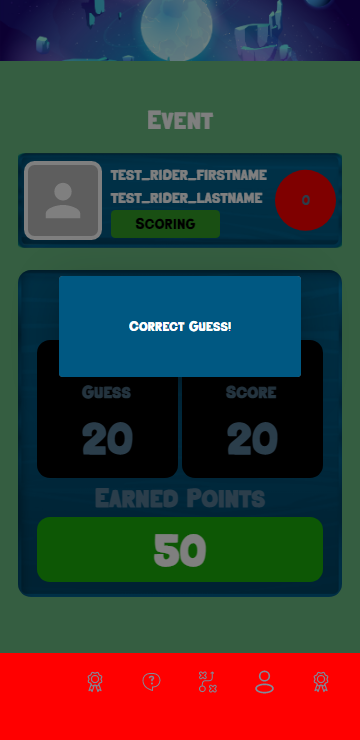 Event
TEST_RIDER_FIRSTNAME
TEST_RIDER_LASTNAME
0
Scoring
Correct Guess!
Guess
Score
20
20
Earned Points
50